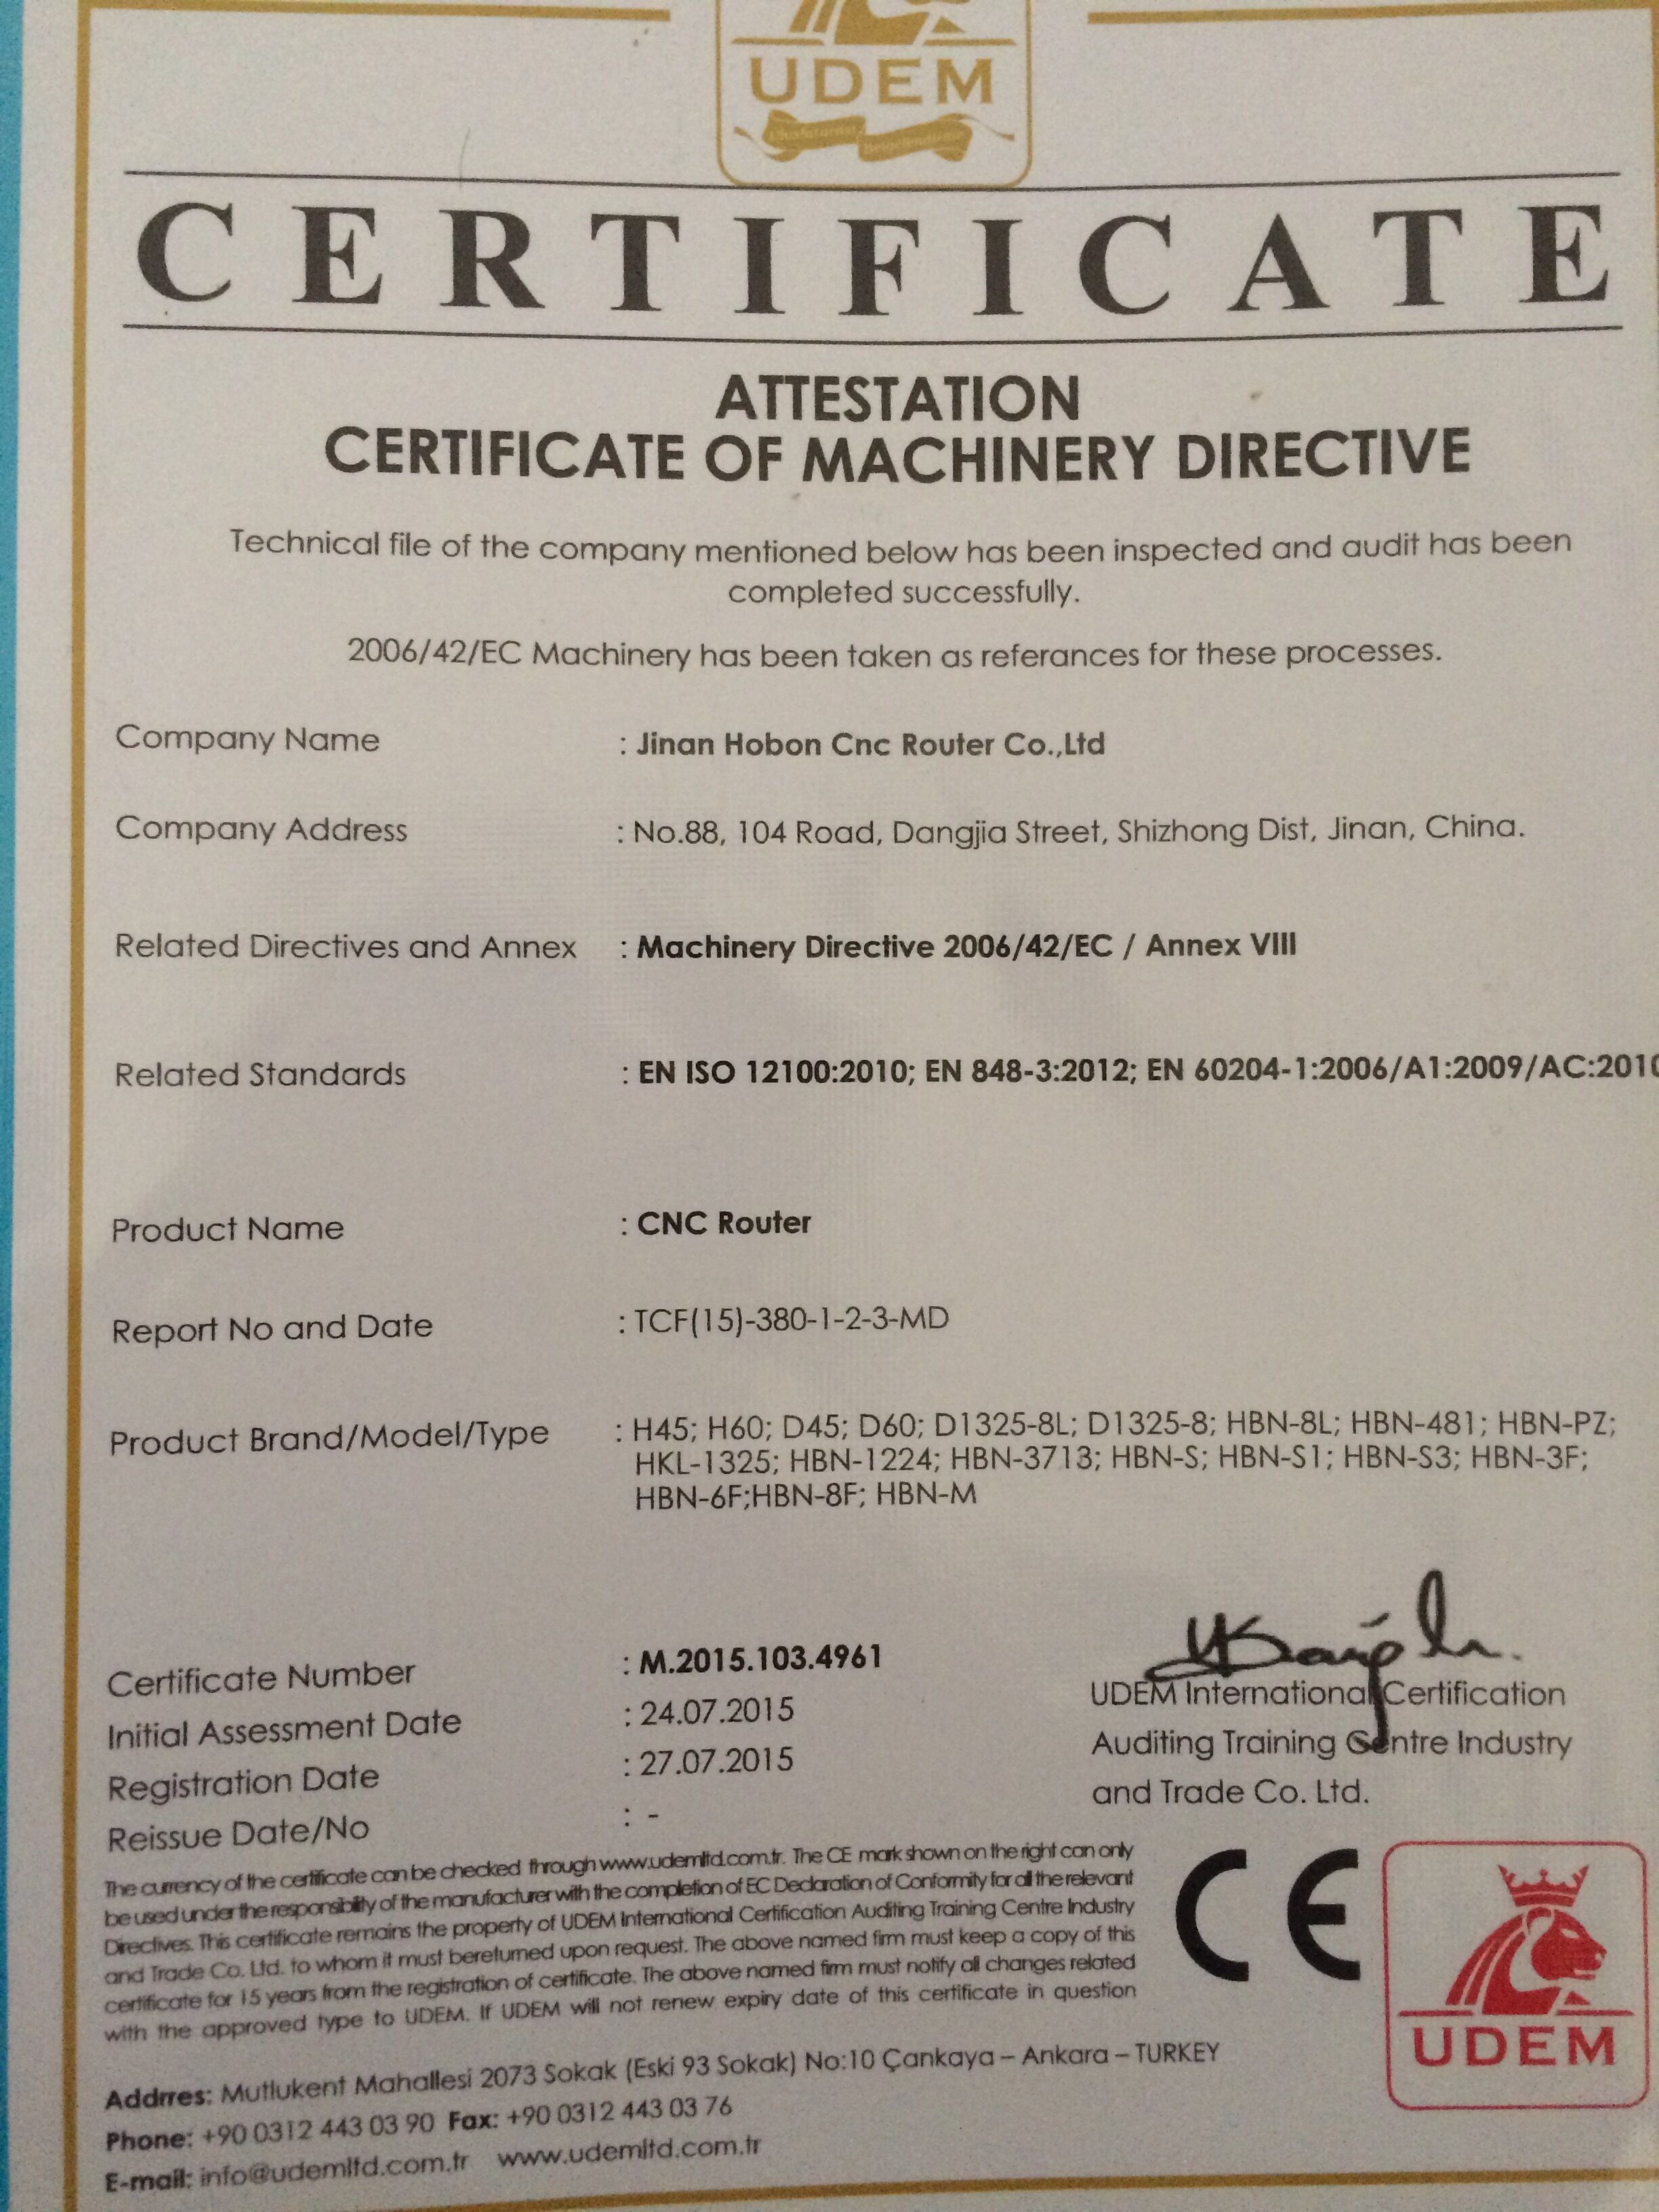 UDEM
CERTIFICATE
ATTESTATION
CERTIFICATE OF MACHINERY DIRECTIVE
Technical file of the company mentioned below has been inspected and audit has been
completed successfully.
2006/42/EC Machinery has been taken as referances for these processes.
Company Name : Jinan Hobon Cnc Router Co.,Ltd
Company Address : No.88, 104 Road, Dangjia Street, Shizhong Dist, Jinan, China.
Related Directives and Annex : Machinery Directive 2006/42/EC / Annex VIII
Related Standards : EN ISO 12100:2010; EN 848-3:2012; EN 60204-1:2006/A1:2009/AC:2010
Product Name : CNC Router
Report No and Date : TCF(15)-380-1-2-3-MD
Product Brand/Model/Type : H45; H60; D45; D60; D1325-8L; D1325-8; HBN-8L; HBN-481; HBN-PZ;
HKL-1325; HBN-1224; HBN-3713; HBN-S; HBN-S1; HBN-S3; HBN-3F;
HBN-6F;HBN-8F; HBN-M
Certificate Number : M.2015.103.4961
Initial Assessment Date : 24.07.2015
Registration Date : 27.07.2015
Reissue Date/No : -
UDEM International Certification
Auditing Training Centre Industry
and Trade Co. Ltd.
The currency of the certificate can be checked through www.udemltd.com.tr. The CE mark shown on the right can only
be used under the responsibility of the manufacturer with the completion of EC Declaration of Conformity for all the relevant
Directives. This certificate remains the property of UDEM International Certification Auditing Training Centre Industry
and Trade Co. Ltd. to whom it must bereturned upon request. The above named firm must keep a copy of this
certificate for 15 years from the registration of certificate. The above named firm must notify all changes related
with the approved type to UDEM. If UDEM will not renew expiry date of this certificate in question
CE
UDEM
Addrres: Mutlukent Mahallesi 2073 Sokak (Eski 93 Sokak) No:10 Çankaya – Ankara – TURKEY
Phone: +90 0312 443 03 90 Fax: +90 0312 443 03 76
E-mail: info@udemltd.com.tr www.udemltd.com.tr